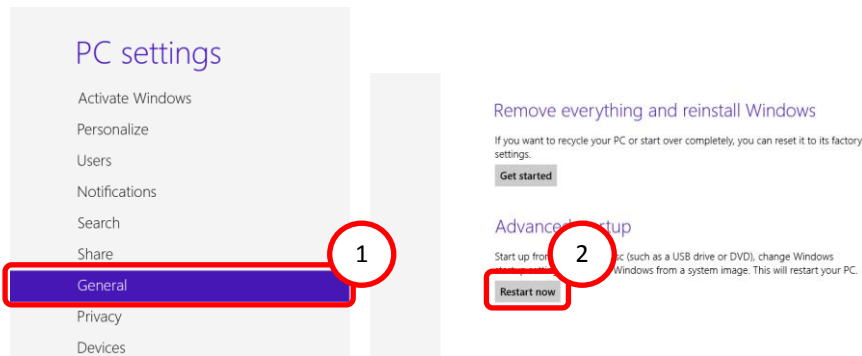 PC settings
Activate Windows
Personalize
Users
Notifications
Search
Share
1
General
Privacy
Devices
Remove everything and reinstall Windows
If you want to recycle your PC or start over completely, you can reset it to its factory
settings.
Get started
Advanced startup
2
Start up from sc (such as a USB drive or DVD), change Windows
Windows from a system image. This will restart your PC.
Restart now